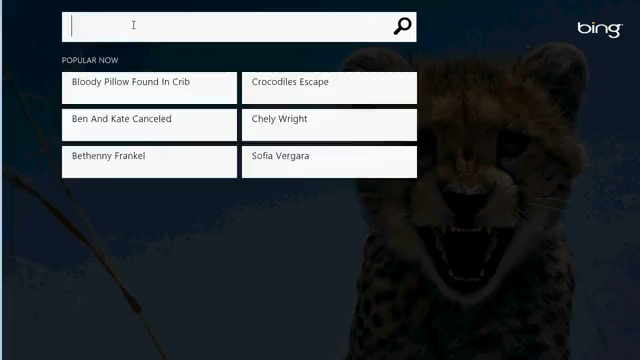 bing
POPULAR NOW
Bloody Pillow Found In Crib
Crocodiles Escape
Ben And Kate Canceled
Chely Wright
Bethenny Frankel
Sofia Vergara